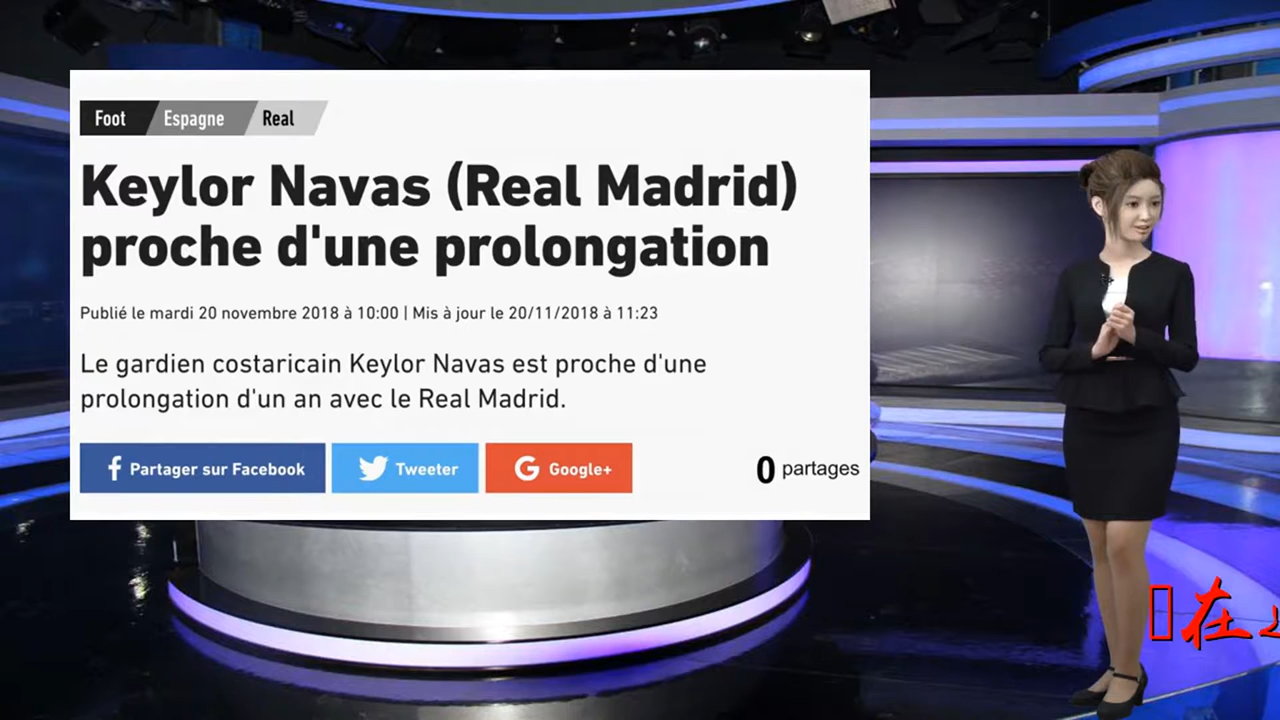 Foot Espagne Real
Keylor Navas (Real Madrid)
proche d'une prolongation
Publié le mardi 20 novembre 2018 à 10:00 | Mis à jour le 20/11/2018 à 11:23
Le gardien costaricain Keylor Navas est proche d'une
prolongation d'un an avec le Real Madrid.
Partager sur Facebook Tweeter Google+ 0 partages
在